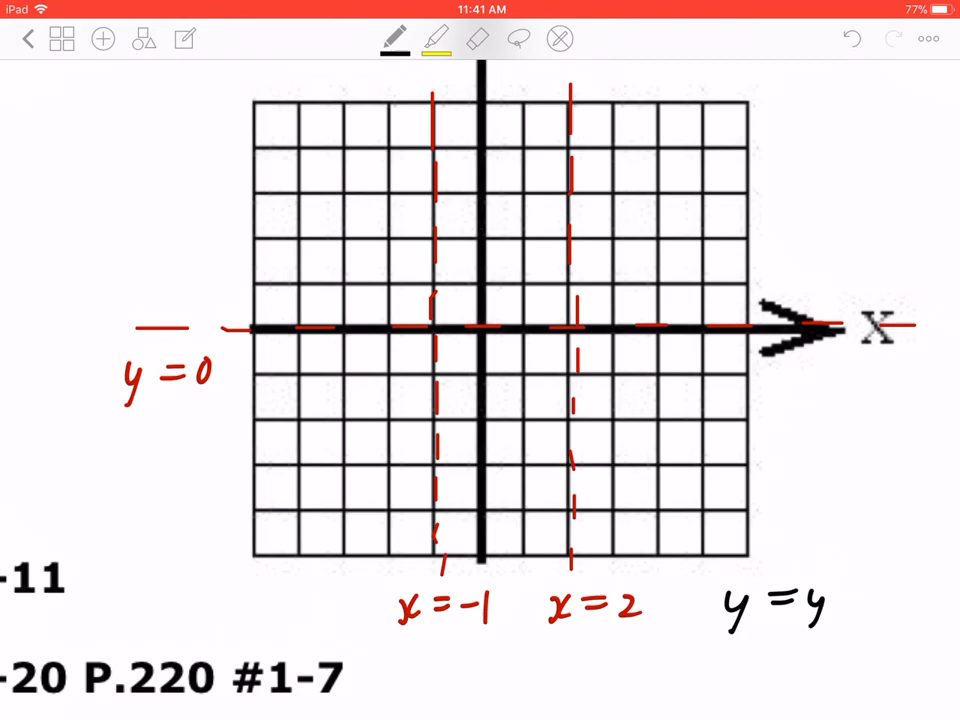 iPad 11:41 AM 77%
X
y = 0
-11
x = -1 x = 2 y = y
-20 P.220 #1-7